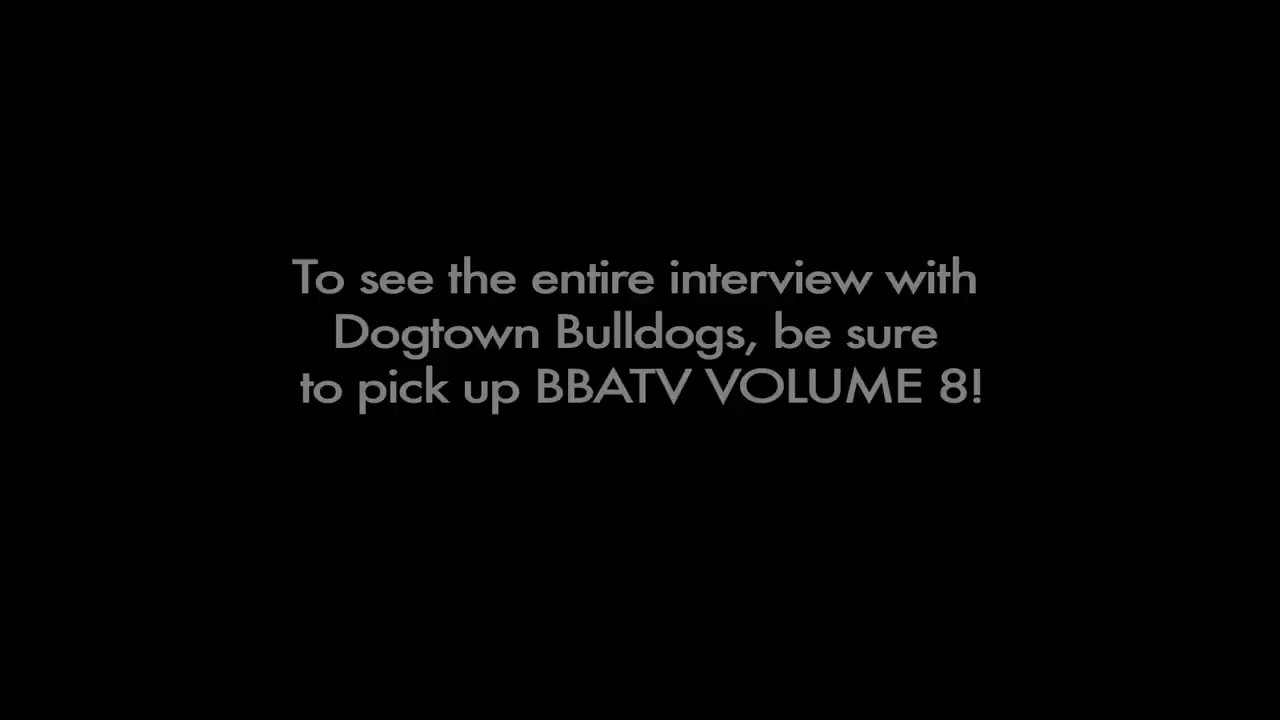 To see the entire interview with
Dogtown Bulldogs, be sure
to pick up BBATV VOLUME 8!